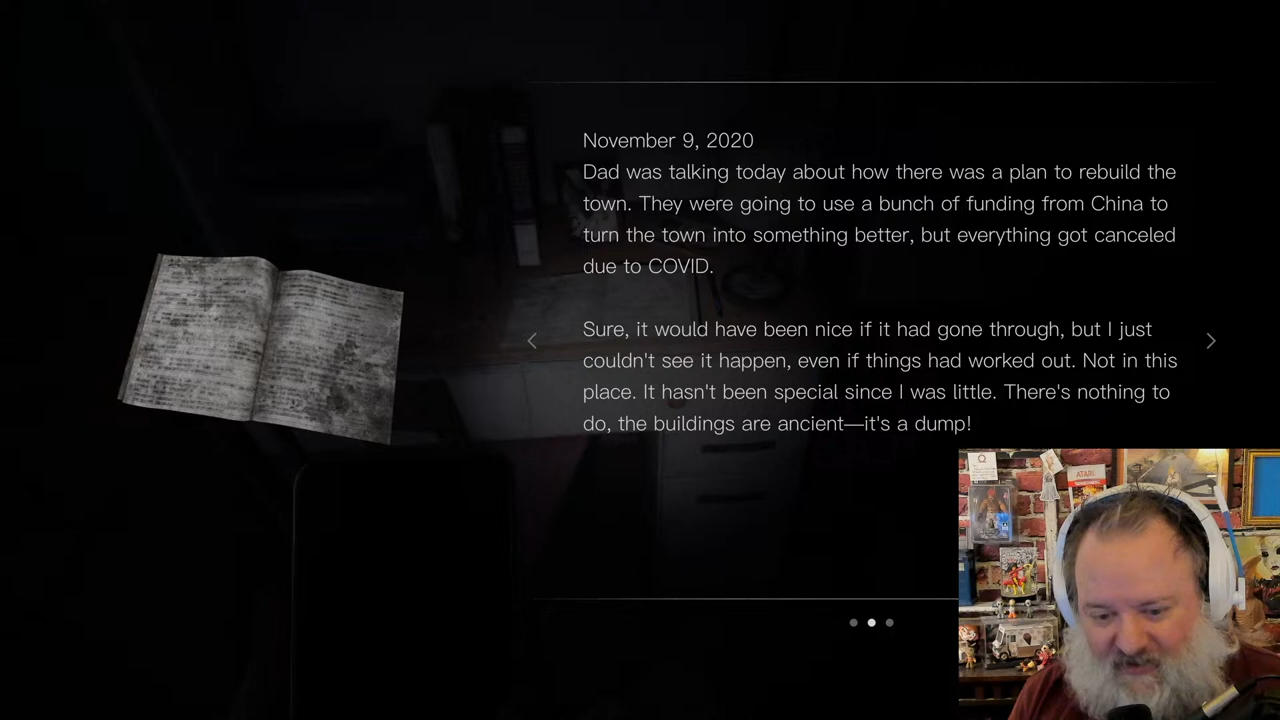 November 9, 2020
Dad was talking today about how there was a plan to rebuild the
town. They were going to use a bunch of funding from China to
turn the town into something better, but everything got canceled
due to COVID.
Sure, it would have been nice if it had gone through, but I just
couldn't see it happen, even if things had worked out. Not in this
place. It hasn't been special since I was little. There's nothing to
do, the buildings are ancient—it's a dump!
ATARI